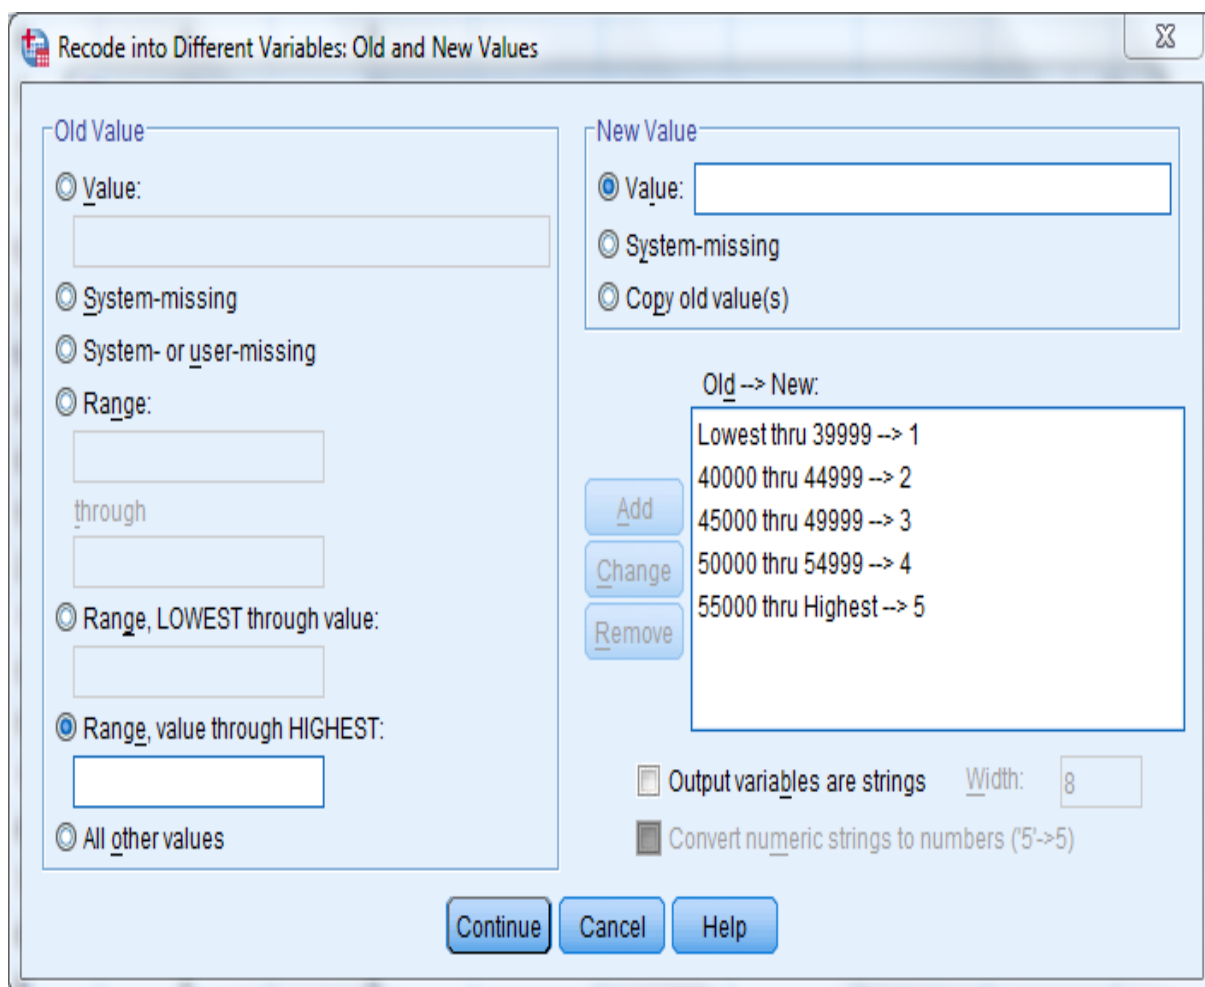 Recode into Different Variables: Old and New Values
Old Value
Value:
System-missing
System- or user-missing
Range:
through
Range, LOWEST through value:
Range, value through HIGHEST:
All other values
New Value
Value:
System-missing
Copy old value(s)
Old --> New:
Lowest thru 39999 --> 1
40000 thru 44999 --> 2
45000 thru 49999 --> 3
50000 thru 54999 --> 4
55000 thru Highest --> 5
Add
Change
Remove
Output variables are strings Width: 8
Convert numeric strings to numbers ('5'->5)
Continue Cancel Help